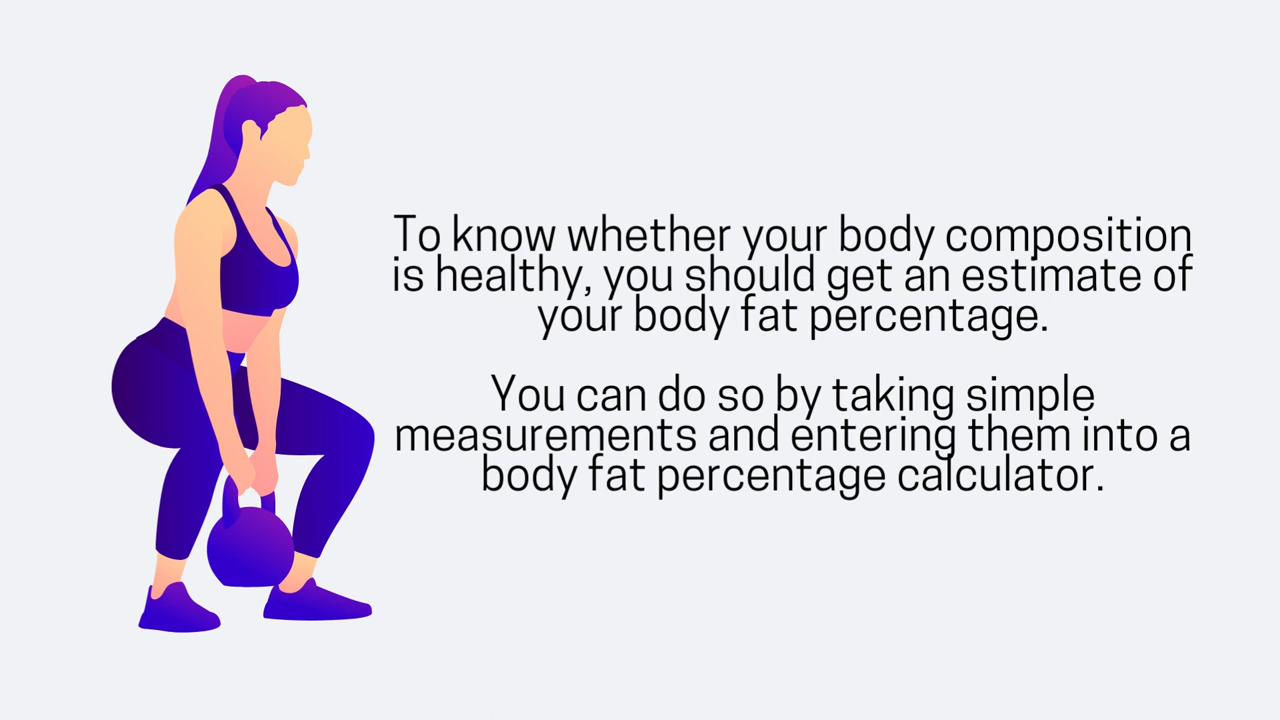 To know whether your body composition
is healthy, you should get an estimate of
your body fat percentage.
You can do so by taking simple
measurements and entering them into a
body fat percentage calculator.